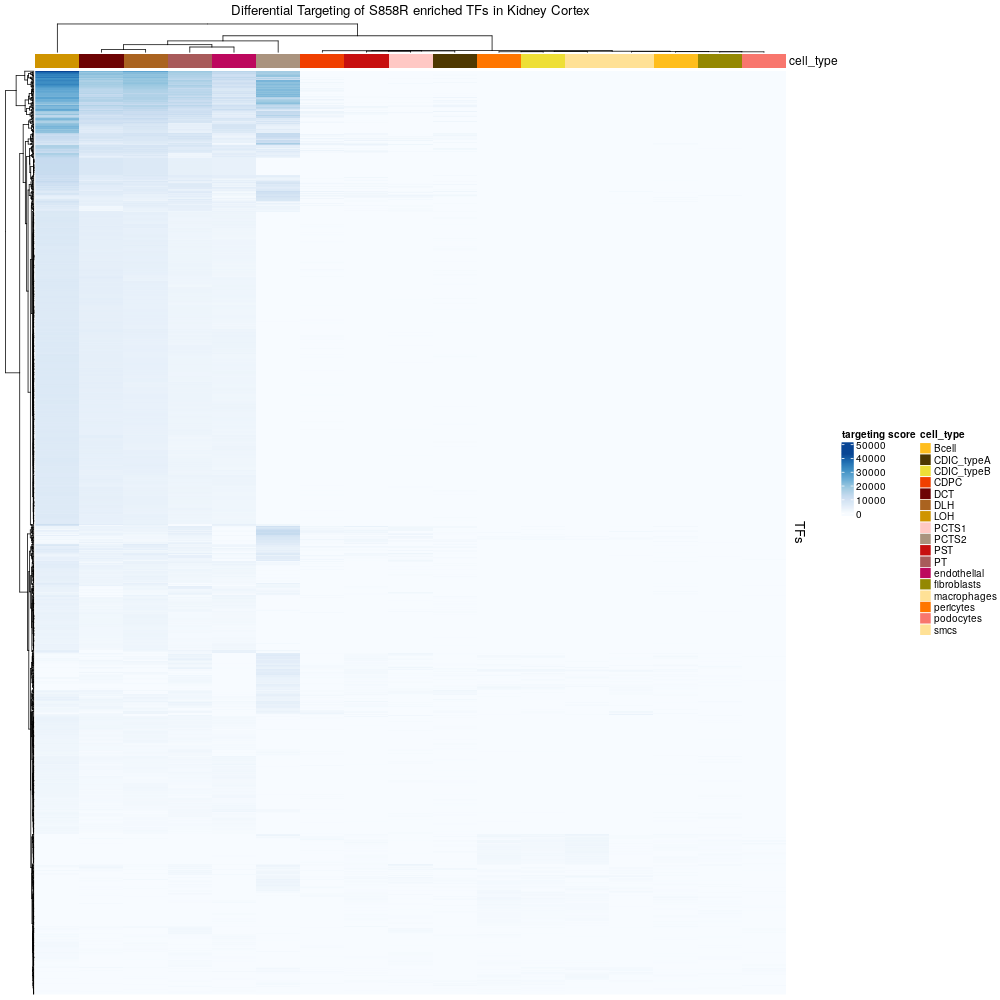 Differential Targeting of S858R enriched TFs in Kidney Cortex
cell_type
TFs
targeting score
50000
40000
30000
20000
10000
0
cell_type
Bcell
CDIC_typeA
CDIC_typeB
CDPC
DCT
DLH
LOH
PCTS1
PCTS2
PST
PT
endothelial
fibroblasts
macrophages
pericytes
podocytes
smcs